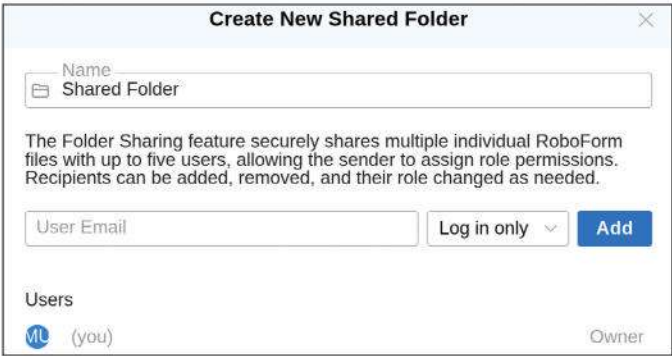 Create New Shared Folder
Name
Shared Folder
The Folder Sharing feature securely shares multiple individual RoboForm
files with up to five users, allowing the sender to assign role permissions.
Recipients can be added, removed, and their role changed as needed.
User Email
Log in only
Add
Users
MU (you)
Owner